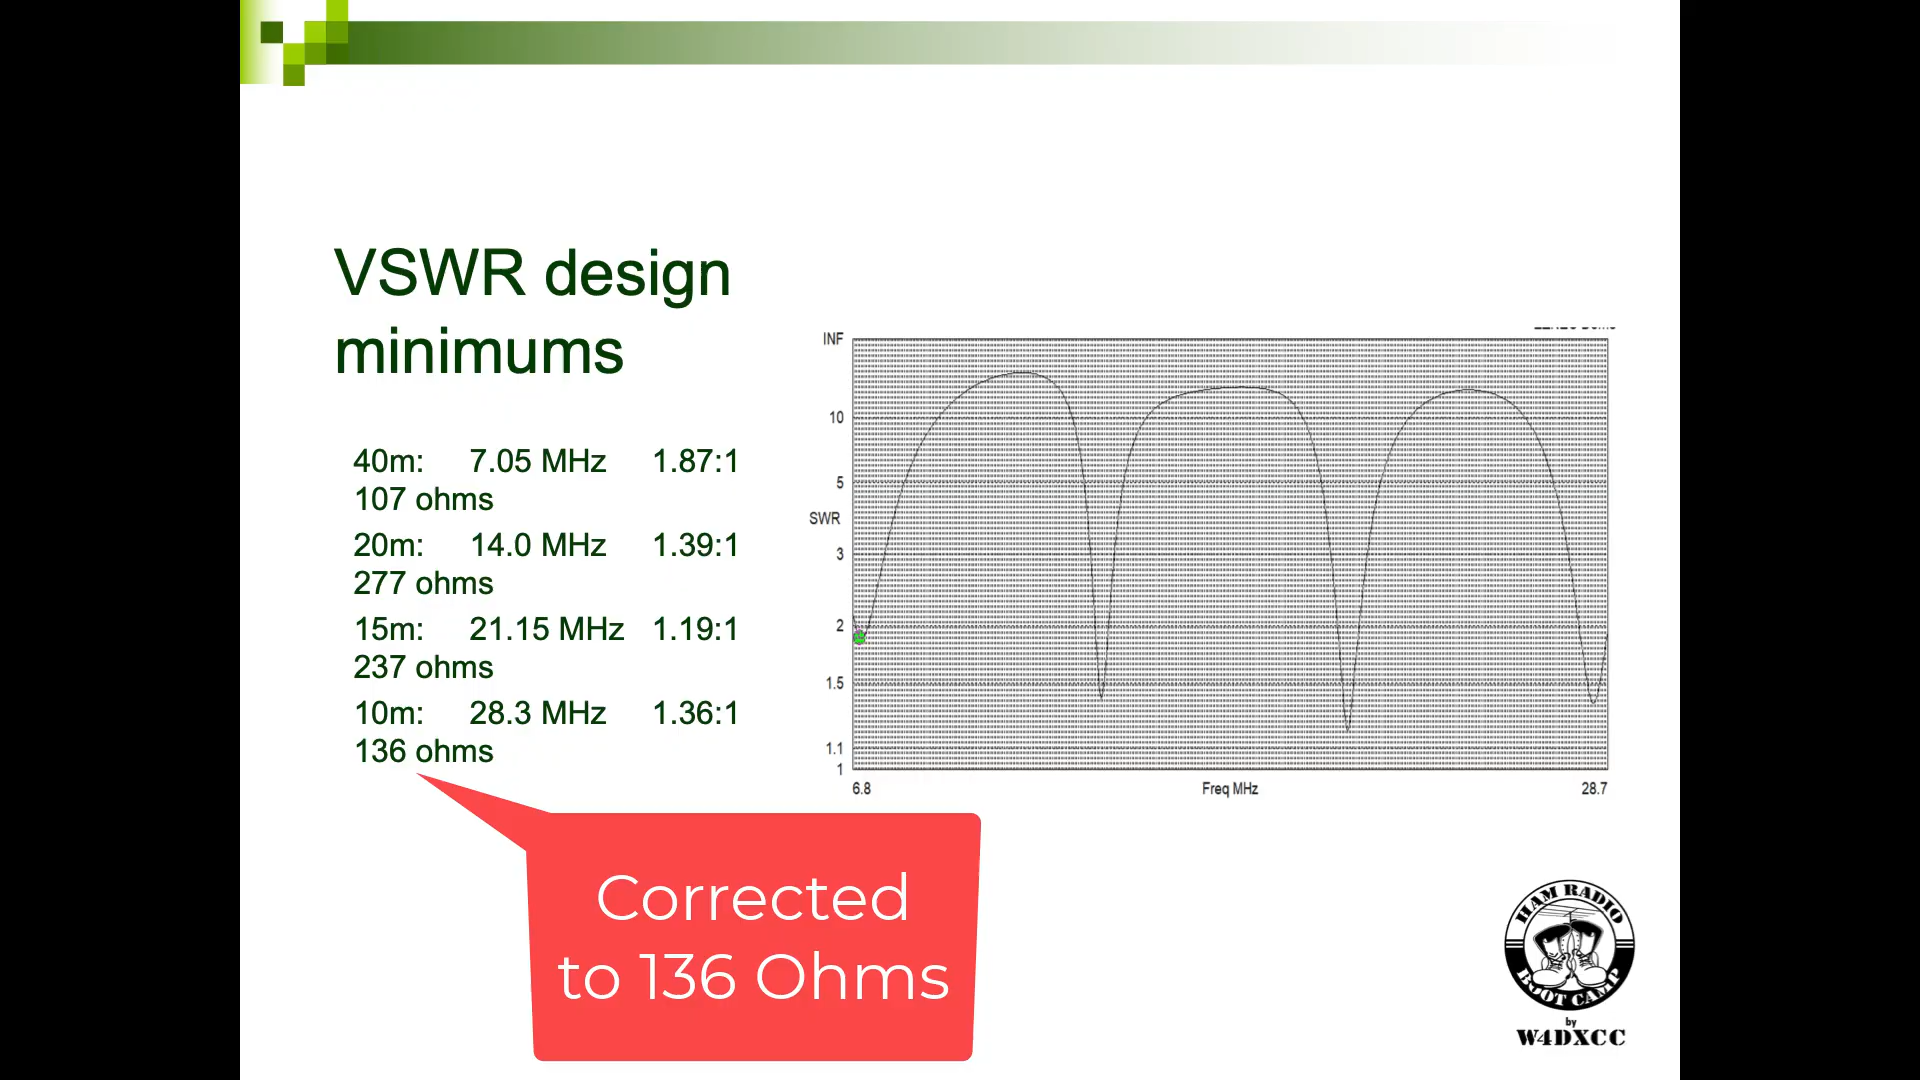 VSWR design
minimums
40m: 7.05 MHz 1.87:1
107 ohms
20m: 14.0 MHz 1.39:1
277 ohms
15m: 21.15 MHz 1.19:1
237 ohms
10m: 28.3 MHz 1.36:1
136 ohms
Corrected
to 136 Ohms
INF
10
5
SWR
3
2
1.5
1.1
1
6.8 Freq MHz 28.7
HAM RADIO
BOOT CAMP
by
W4DXCC